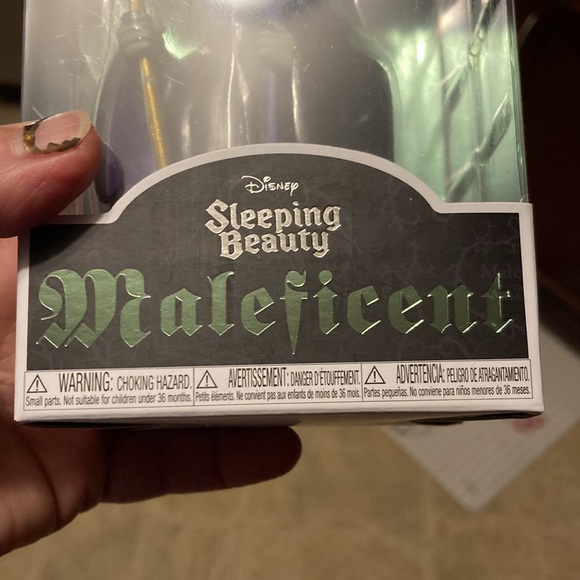 Disney
Sleeping
Beauty
Maleficent
WARNING: CHOKING HAZARD.
Small parts. Not suitable for children under 36 months.
AVERTISSEMENT: DANGER D'ÉTOUFFEMENT.
Petits éléments. Ne convient pas aux enfants de moins de 36 mois.
ADVERTENCIA: PELIGRO DE ATRAGANTAMIENTO.
Partes pequeñas. No conviene para niños menores de 36 meses.